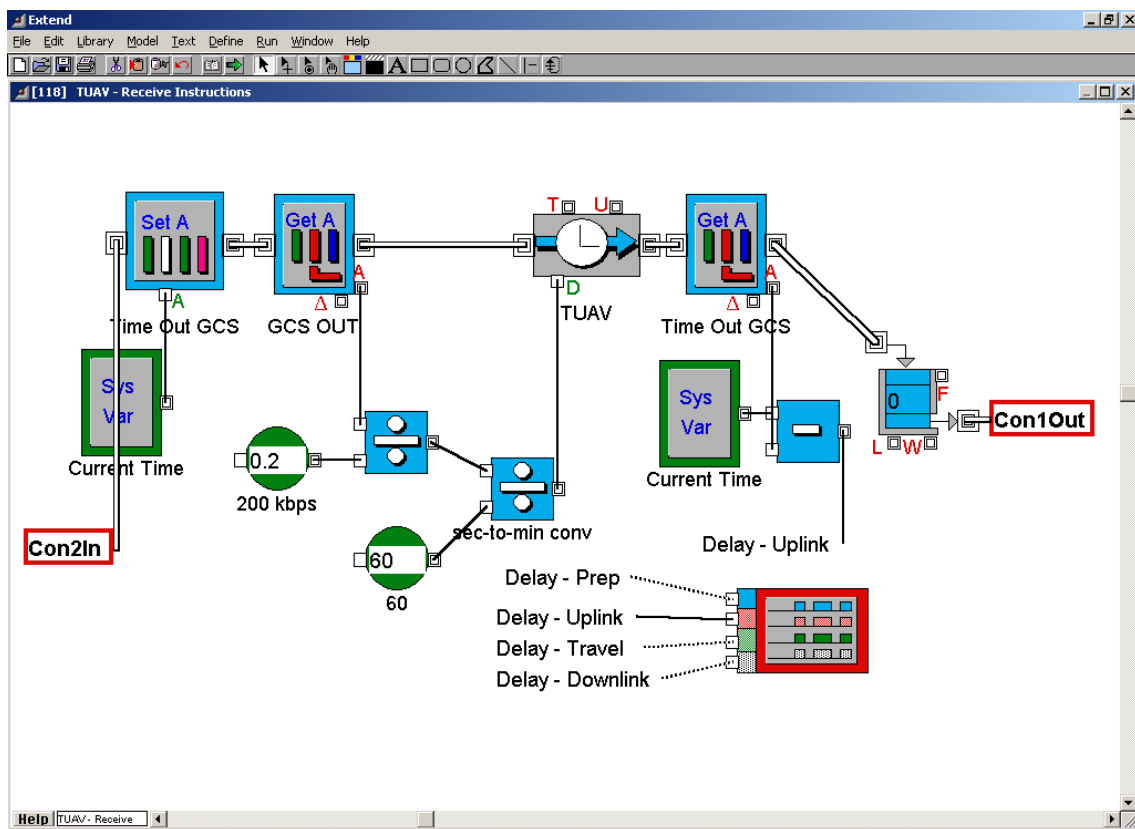 Extend
File Edit Library Model Text Define Run Window Help
[118] TUAV - Receive Instructions
Set A
Get A
T
U
Get A
A
A
A
Δ
D
Δ
Time Out GCS
GCS OUT
TUAV
Time Out GCS
Sys
Var
Current Time
Sys
Var
Current Time
0
F
L
W
Con1Out
0.2
200 kbps
sec-to-min conv
Con2In
60
60
Delay - Uplink
Delay - Prep
Delay - Uplink
Delay - Travel
Delay - Downlink
Help TUAV - Receive